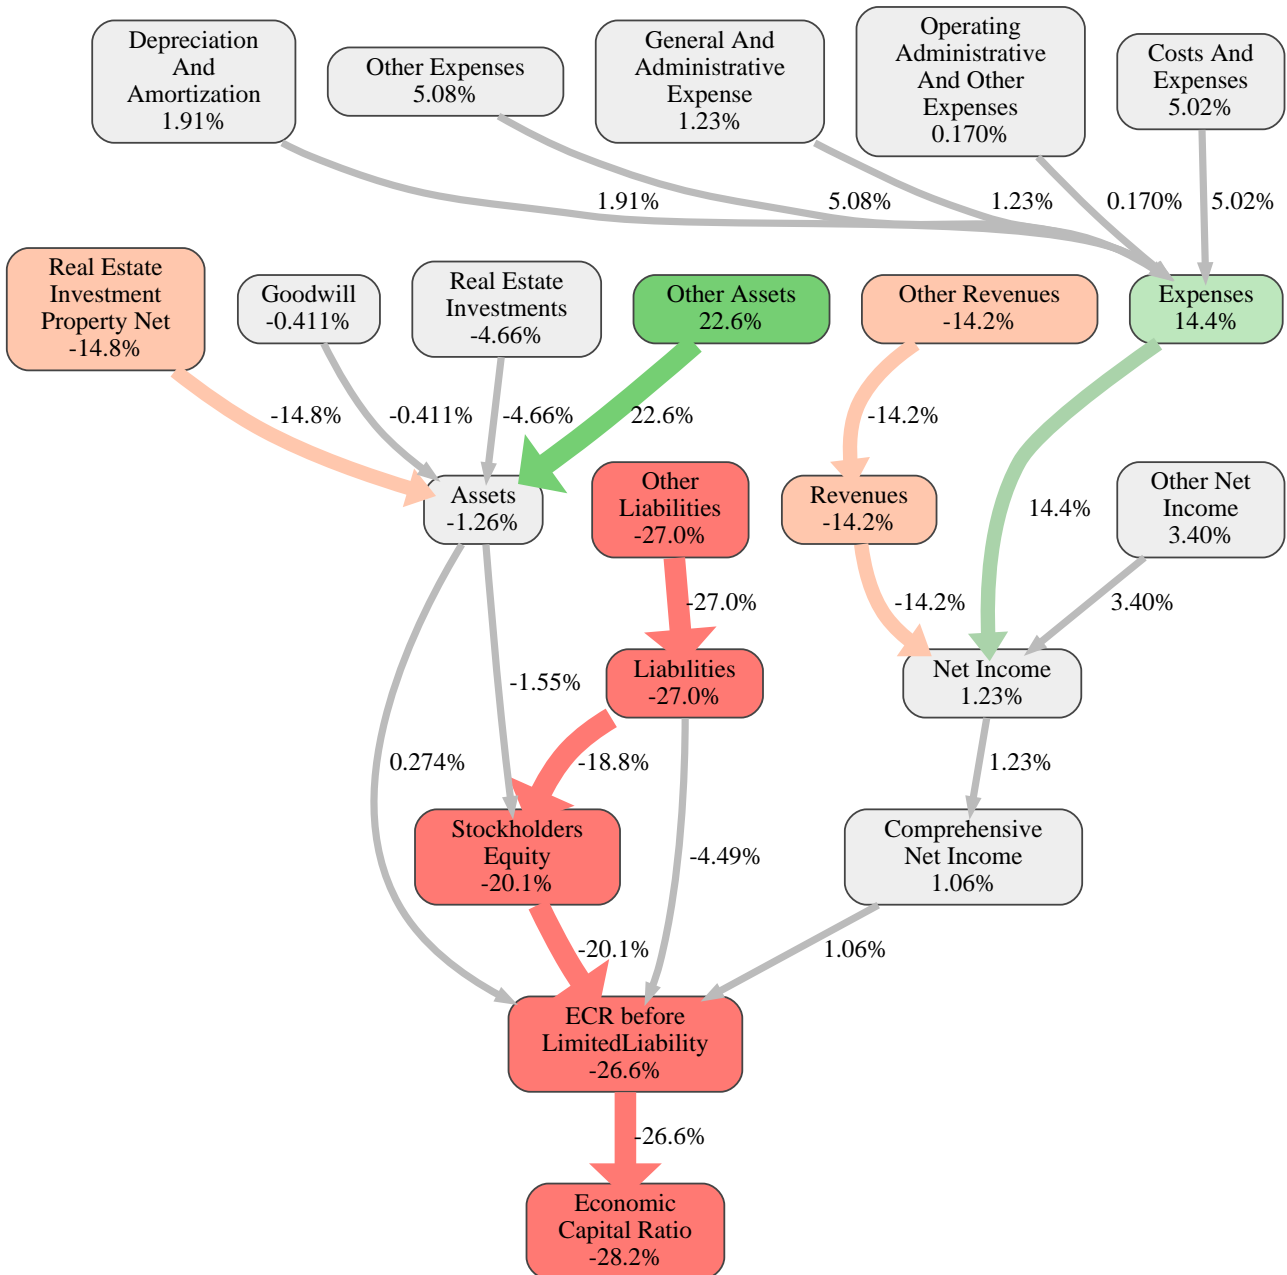 Depreciation
And
Amortization
1.91%
Other Expenses
5.08%
General And
Administrative
Expense
1.23%
Operating
Administrative
And Other
Expenses
0.170%
Costs And
Expenses
5.02%
1.91%
5.08%
1.23%
0.170%
5.02%
Real Estate
Investment
Property Net
-14.8%
Goodwill
-0.411%
Real Estate
Investments
-4.66%
Other Assets
22.6%
Other Revenues
-14.2%
Expenses
14.4%
-14.8%
-0.411%
-4.66%
22.6%
-14.2%
14.4%
Assets
-1.26%
Other
Liabilities
-27.0%
Revenues
-14.2%
Other Net
Income
3.40%
-27.0%
-14.2%
3.40%
-1.55%
Liabilities
-27.0%
Net Income
1.23%
0.274%
-18.8%
1.23%
Stockholders
Equity
-20.1%
-4.49%
Comprehensive
Net Income
1.06%
-20.1%
1.06%
ECR before
LimitedLiability
-26.6%
-26.6%
Economic
Capital Ratio
-28.2%